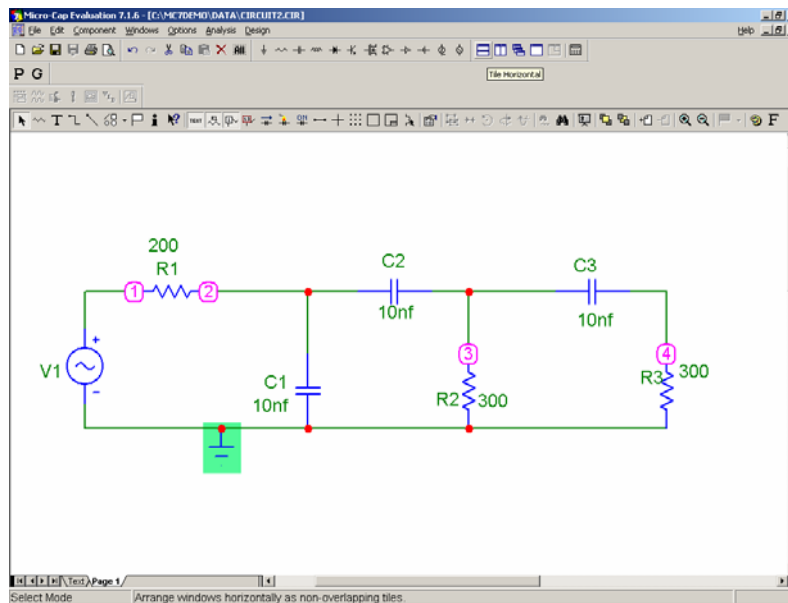 Micro-Cap Evaluation 7.1.6 - [C:\MC7DEMO\DATA\CIRCUIT2.CIR]
File Edit Component Windows Options Analysis Design Help
P G
Tile Horizontal
T TEXT F
200
R1
1
2
C2
10nf
C3
10nf
V1
+
-
C1
10nf
3
R2
300
4
R3
300
Text Page 1
Select Mode
Arrange windows horizontally as non-overlapping tiles.